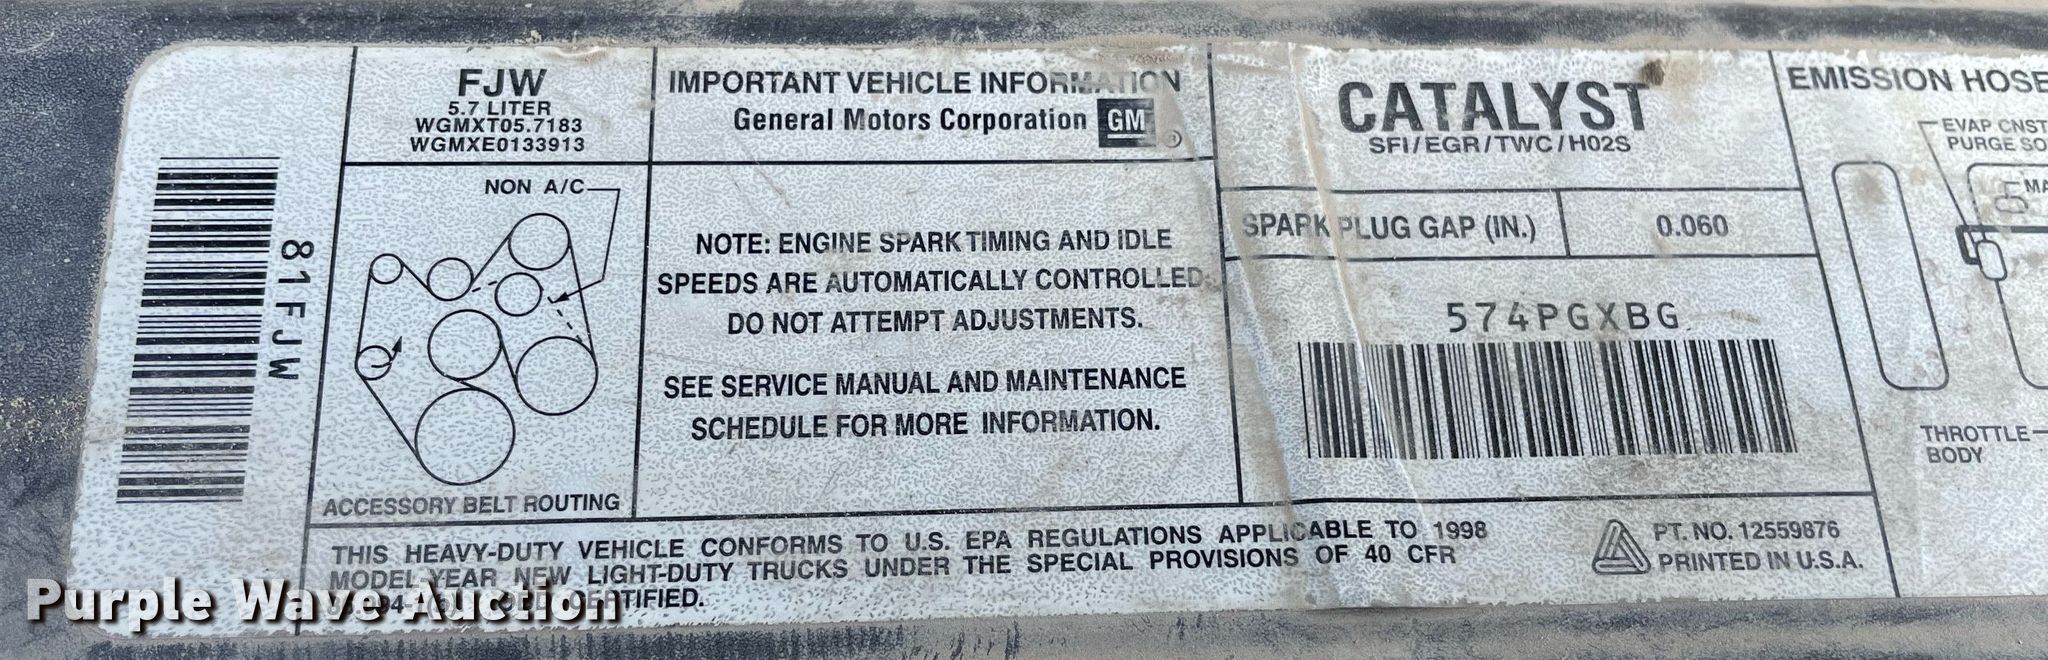 81FJW
FJW
5.7 LITER
WGMXT05.7183
WGMXE0133913
NON A/C
ACCESSORY BELT ROUTING
IMPORTANT VEHICLE INFORMATION
General Motors Corporation GM
NOTE: ENGINE SPARK TIMING AND IDLE
SPEEDS ARE AUTOMATICALLY CONTROLLED.
DO NOT ATTEMPT ADJUSTMENTS.
SEE SERVICE MANUAL AND MAINTENANCE
SCHEDULE FOR MORE INFORMATION.
CATALYST
SFI/EGR/TWC/H02S
SPARK PLUG GAP (IN.) 0.060
574PGXBG
EMISSION HOSE
EVAP CNST
PURGE SO
MA
THROTTLE
BODY
THIS HEAVY-DUTY VEHICLE CONFORMS TO U.S. EPA REGULATIONS APPLICABLE TO 1998
MODEL YEAR NEW LIGHT-DUTY TRUCKS UNDER THE SPECIAL PROVISIONS OF 40 CFR
CERTIFIED.
PT. NO. 12559876
PRINTED IN U.S.A.
Purple Wave Auction